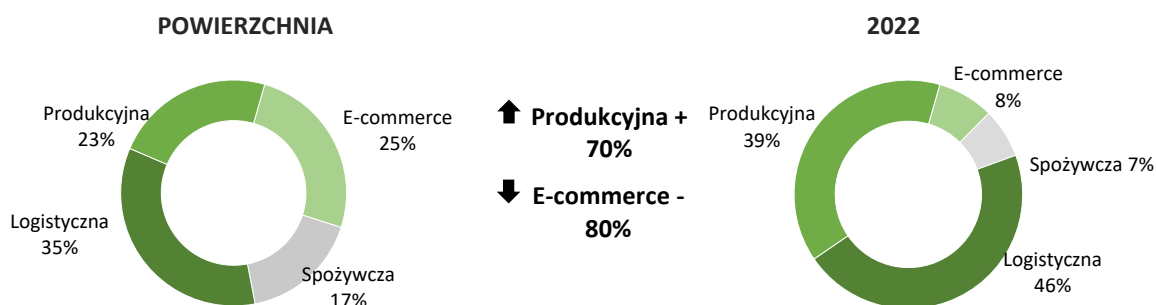 POWIERZCHNIA
Produkcyjna
23%
E-commerce
25%
Logistyczna
35%
Spożywcza
17%
Produkcyjna +
70%
E-commerce -
80%
2022
E-commerce
8%
Produkcyjna
39%
Spożywcza 7%
Logistyczna
46%